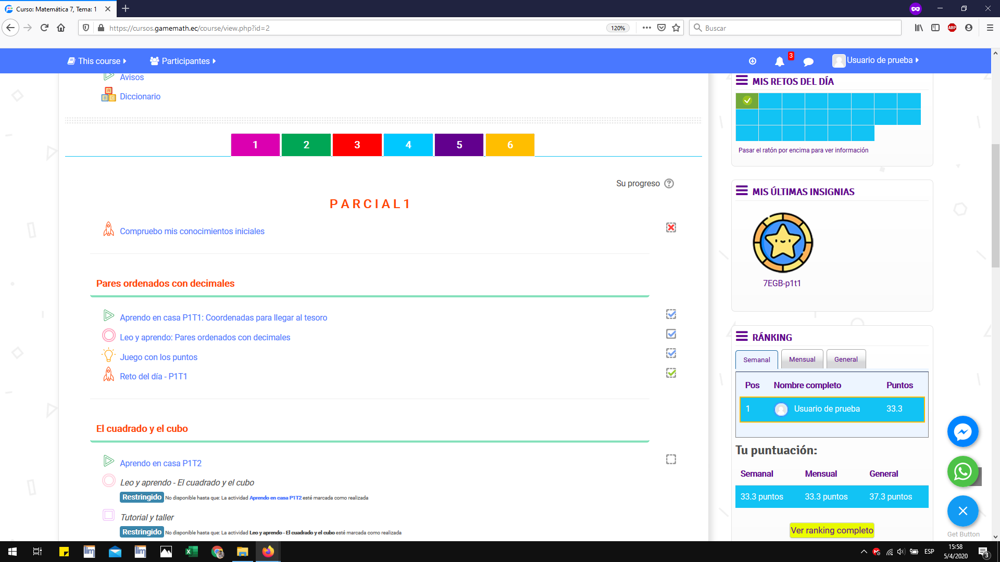 Curso: Matemática 7, Tema: 1
https://cursos.gamemath.ec/course/view.php?id=2
120%
Buscar
ABP
This course
Participantes
3
Usuario de prueba
Avisos
Diccionario
1 2 3 4 5 6
Su progreso
P A R C I A L 1
Compruebo mis conocimientos iniciales
Pares ordenados con decimales
Aprendo en casa P1T1: Coordenadas para llegar al tesoro
Leo y aprendo: Pares ordenados con decimales
Juego con los puntos
Reto del día - P1T1
El cuadrado y el cubo
Aprendo en casa P1T2
Leo y aprendo - El cuadrado y el cubo
Restringido No disponible hasta que: La actividad Aprendo en casa P1T2 esté marcada como realizada
Tutorial y taller
Restringido No disponible hasta que: La actividad Leo y aprendo - El cuadrado y el cubo esté marcada como realizada
MIS RETOS DEL DÍA
Pasar el ratón por encima para ver información
MIS ÚLTIMAS INSIGNIAS
7EGB-p1t1
RÁNKING
Semanal Mensual General
Pos Nombre completo Puntos
1 Usuario de prueba 33.3
Tu puntuación:
Semanal Mensual General
33.3 puntos 33.3 puntos 37.3 puntos
Ver ranking completo
Get Button
ESP
15:58
5/4/2020
3